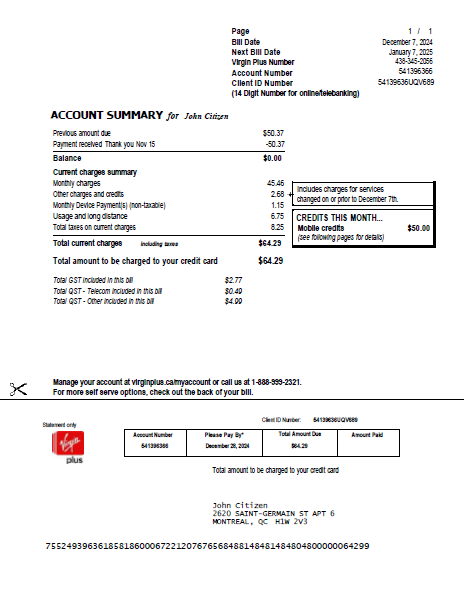 Page 1 / 1
Bill Date December 7, 2024
Next Bill Date January 7, 2025
Virgin Plus Number 438-345-2056
Account Number 541396366
Client ID Number 541396366UQV689
(14 Digit Number for online/telebanking)
ACCOUNT SUMMARY for John Citizen
Previous amount due $50.37
Payment received Thank you Nov 15 -50.37
Balance $0.00
Current charges summary
Monthly charges 45.46
Other charges and credits 2.68
Monthly Device Payment(s) (non-taxable) 1.15
Usage and long distance 6.75
Total taxes on current charges 8.25
Includes charges for services
changed on or prior to December 7th.
CREDITS THIS MONTH...
Mobile credits $50.00
(see following pages for details)
Total current charges including taxes $64.29
Total amount to be charged to your credit card $64.29
Total GST included in this bill $2.77
Total QST - Telecom included in this bill $0.49
Total QST - Other included in this bill $4.99
Manage your account at virginplus.ca/myaccount or call us at 1-888-999-2321.
For more self serve options, check out the back of your bill.
Statement only
Virgin
plus
Client ID Number: 54139636UQV689
Account Number Please Pay By* Total Amount Due Amount Paid
541396366 December 28, 2024 $64.29
Total amount to be charged to your credit card
John Citizen
2620 SAINT-GERMAIN ST APT 6
MONTREAL, QC H1W 2V3